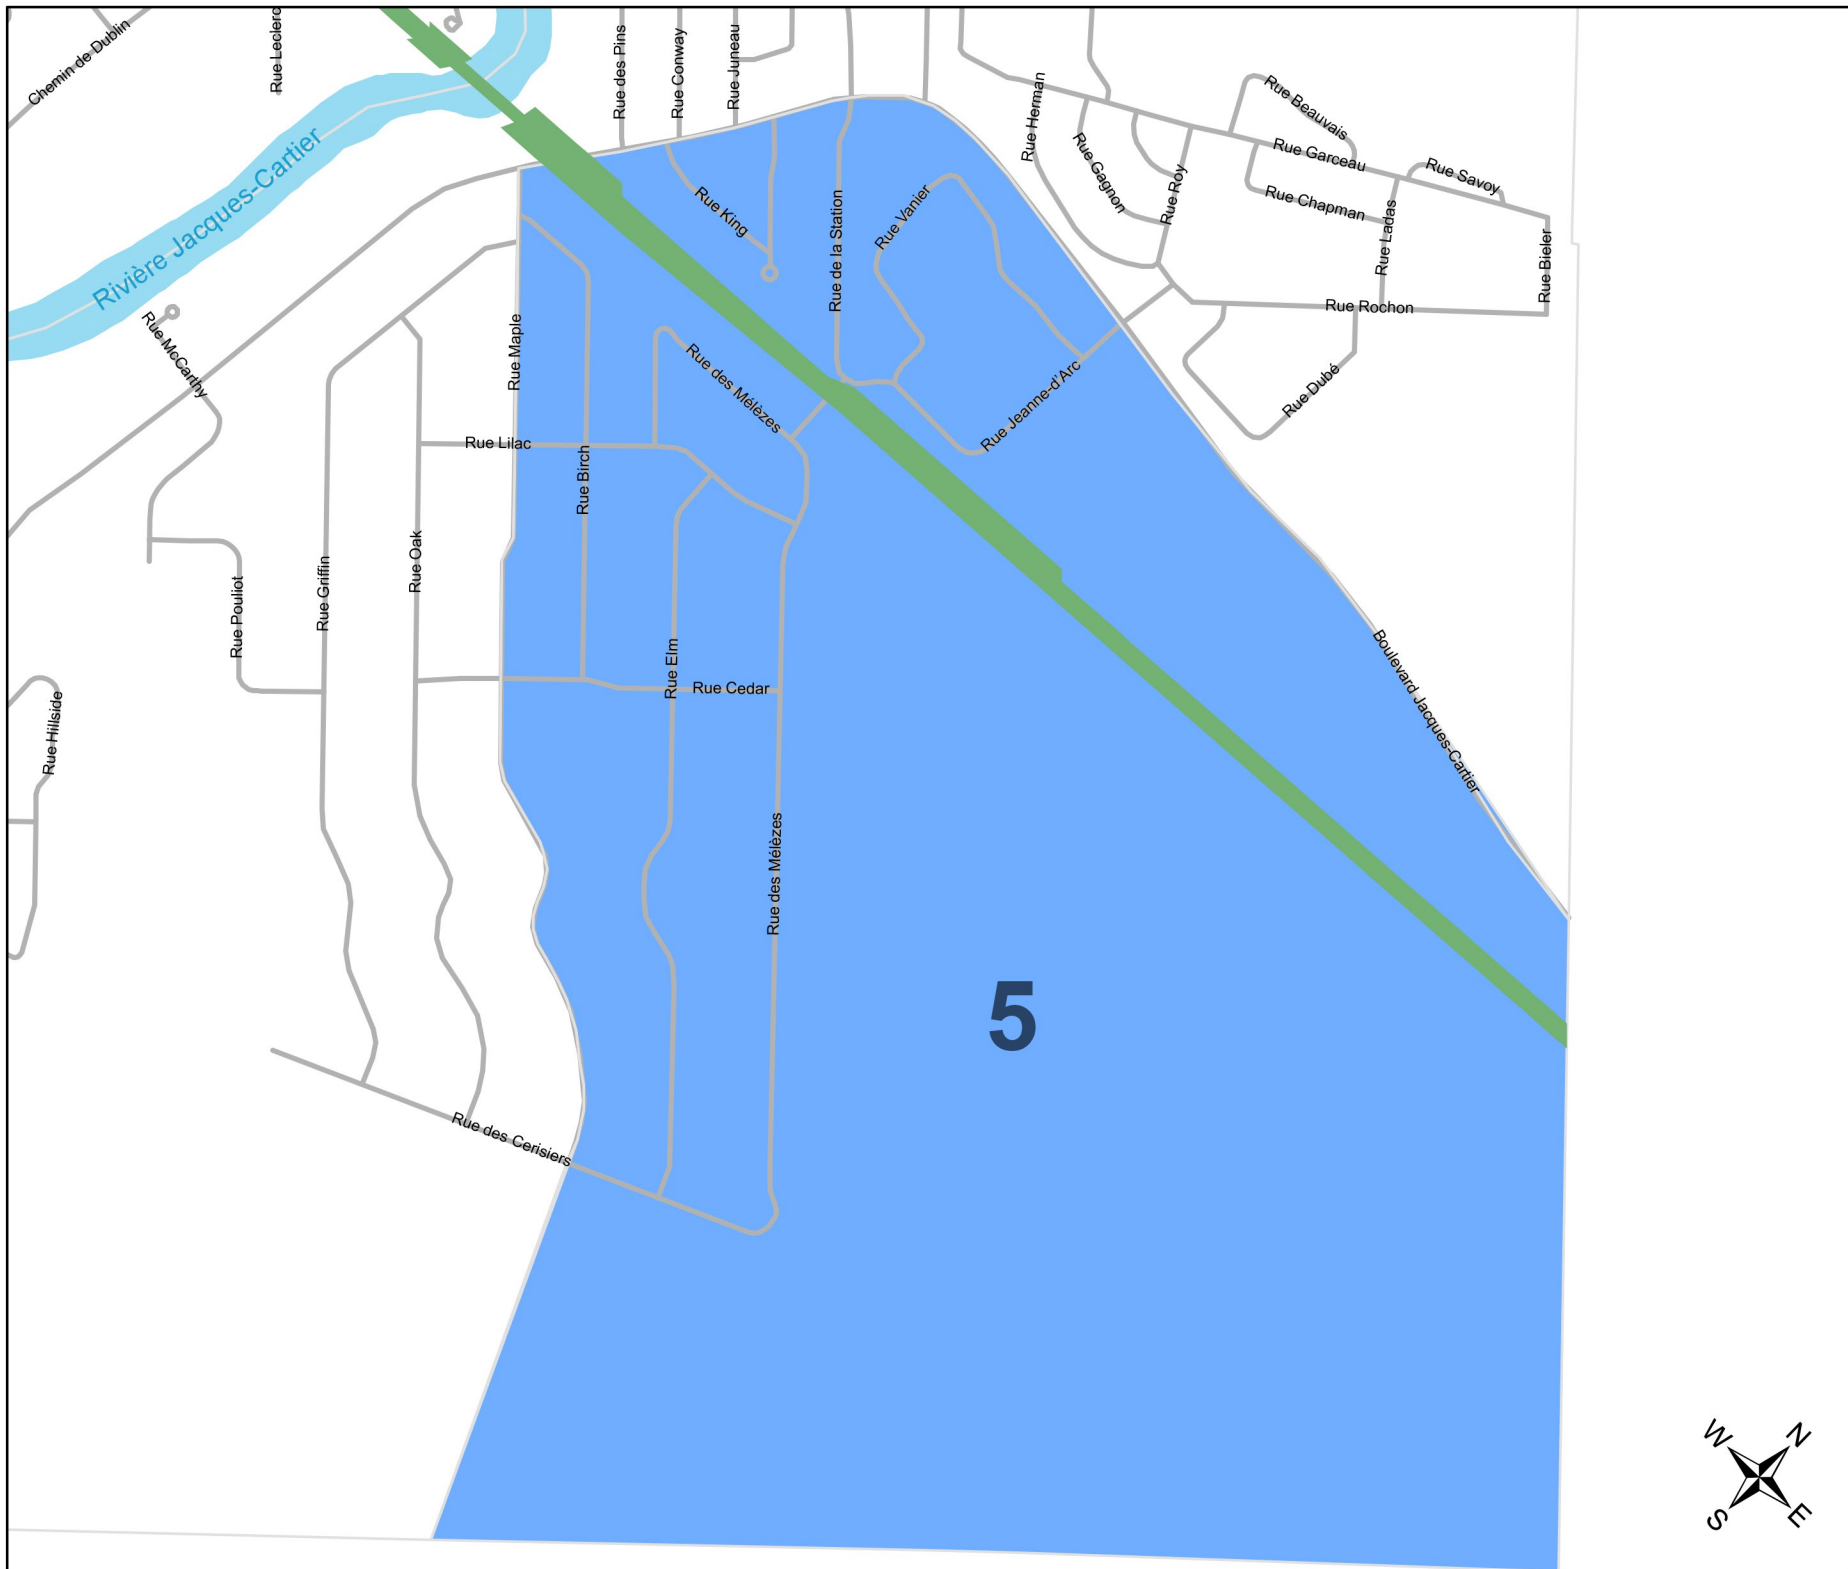 Chemin de Dublin
Rue Leclerc
Rue des Pins
Rue Conway
Rue Juneau
Rue Herman
Rue Gagnon
Rue Roy
Rue Beauvais
Rue Garceau
Rue Savoy
Rue Chapman
Rue Ladas
Rue Bieler
Rue Rochon
Rue Dubé
Rivière Jacques-Cartier
Rue King
Rue de la Station
Rue Vanier
Rue McCarthy
Rue Maple
Rue des Mélèzes
Rue Jeanne-d'Arc
Rue Lilac
Rue Birch
Rue Griffin
Rue Oak
Rue Pouliot
Rue Elm
Rue Cedar
Rue Hillside
Boulevard Jacques-Cartier
Rue des Mélèzes
5
Rue des Cerisiers
W
N
S
E